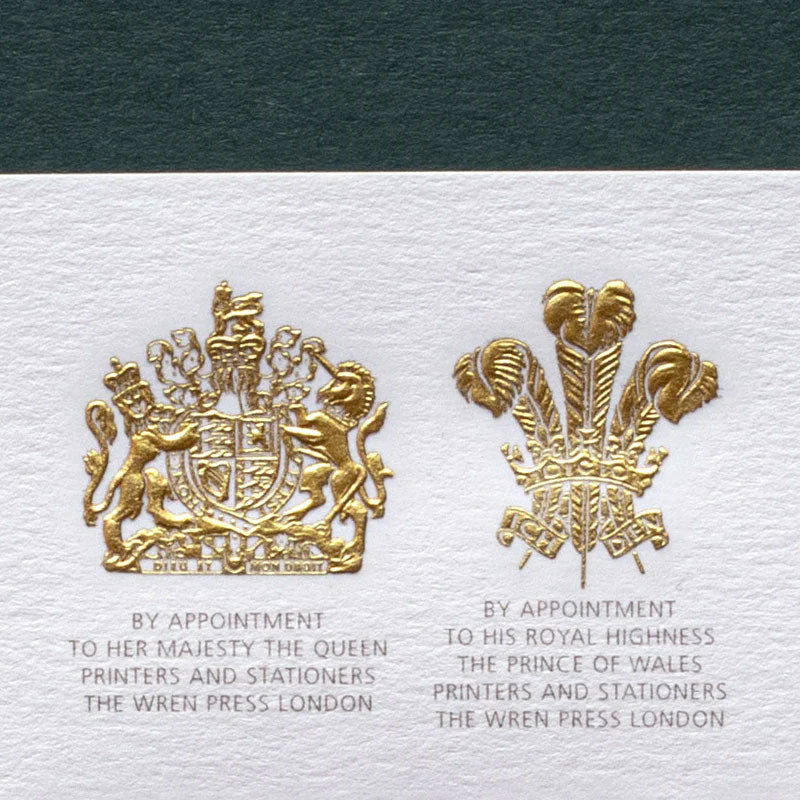 DIEU ET MON DROIT
BY APPOINTMENT
TO HER MAJESTY THE QUEEN
PRINTERS AND STATIONERS
THE WREN PRESS LONDON
ICH DIEN
BY APPOINTMENT
TO HIS ROYAL HIGHNESS
THE PRINCE OF WALES
PRINTERS AND STATIONERS
THE WREN PRESS LONDON